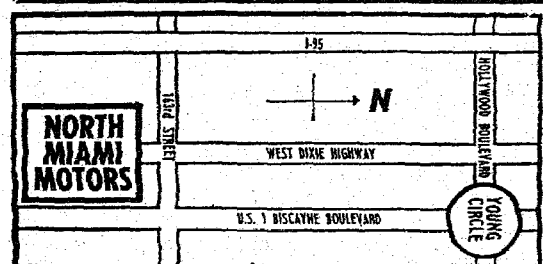 I-95
N
HOLLYWOOD BOULEVARD
163rd STREET
NORTH
MIAMI
MOTORS
WEST DIXIE HIGHWAY
U.S. 1 BISCAYNE BOULEVARD
YOUNG
CIRCLE